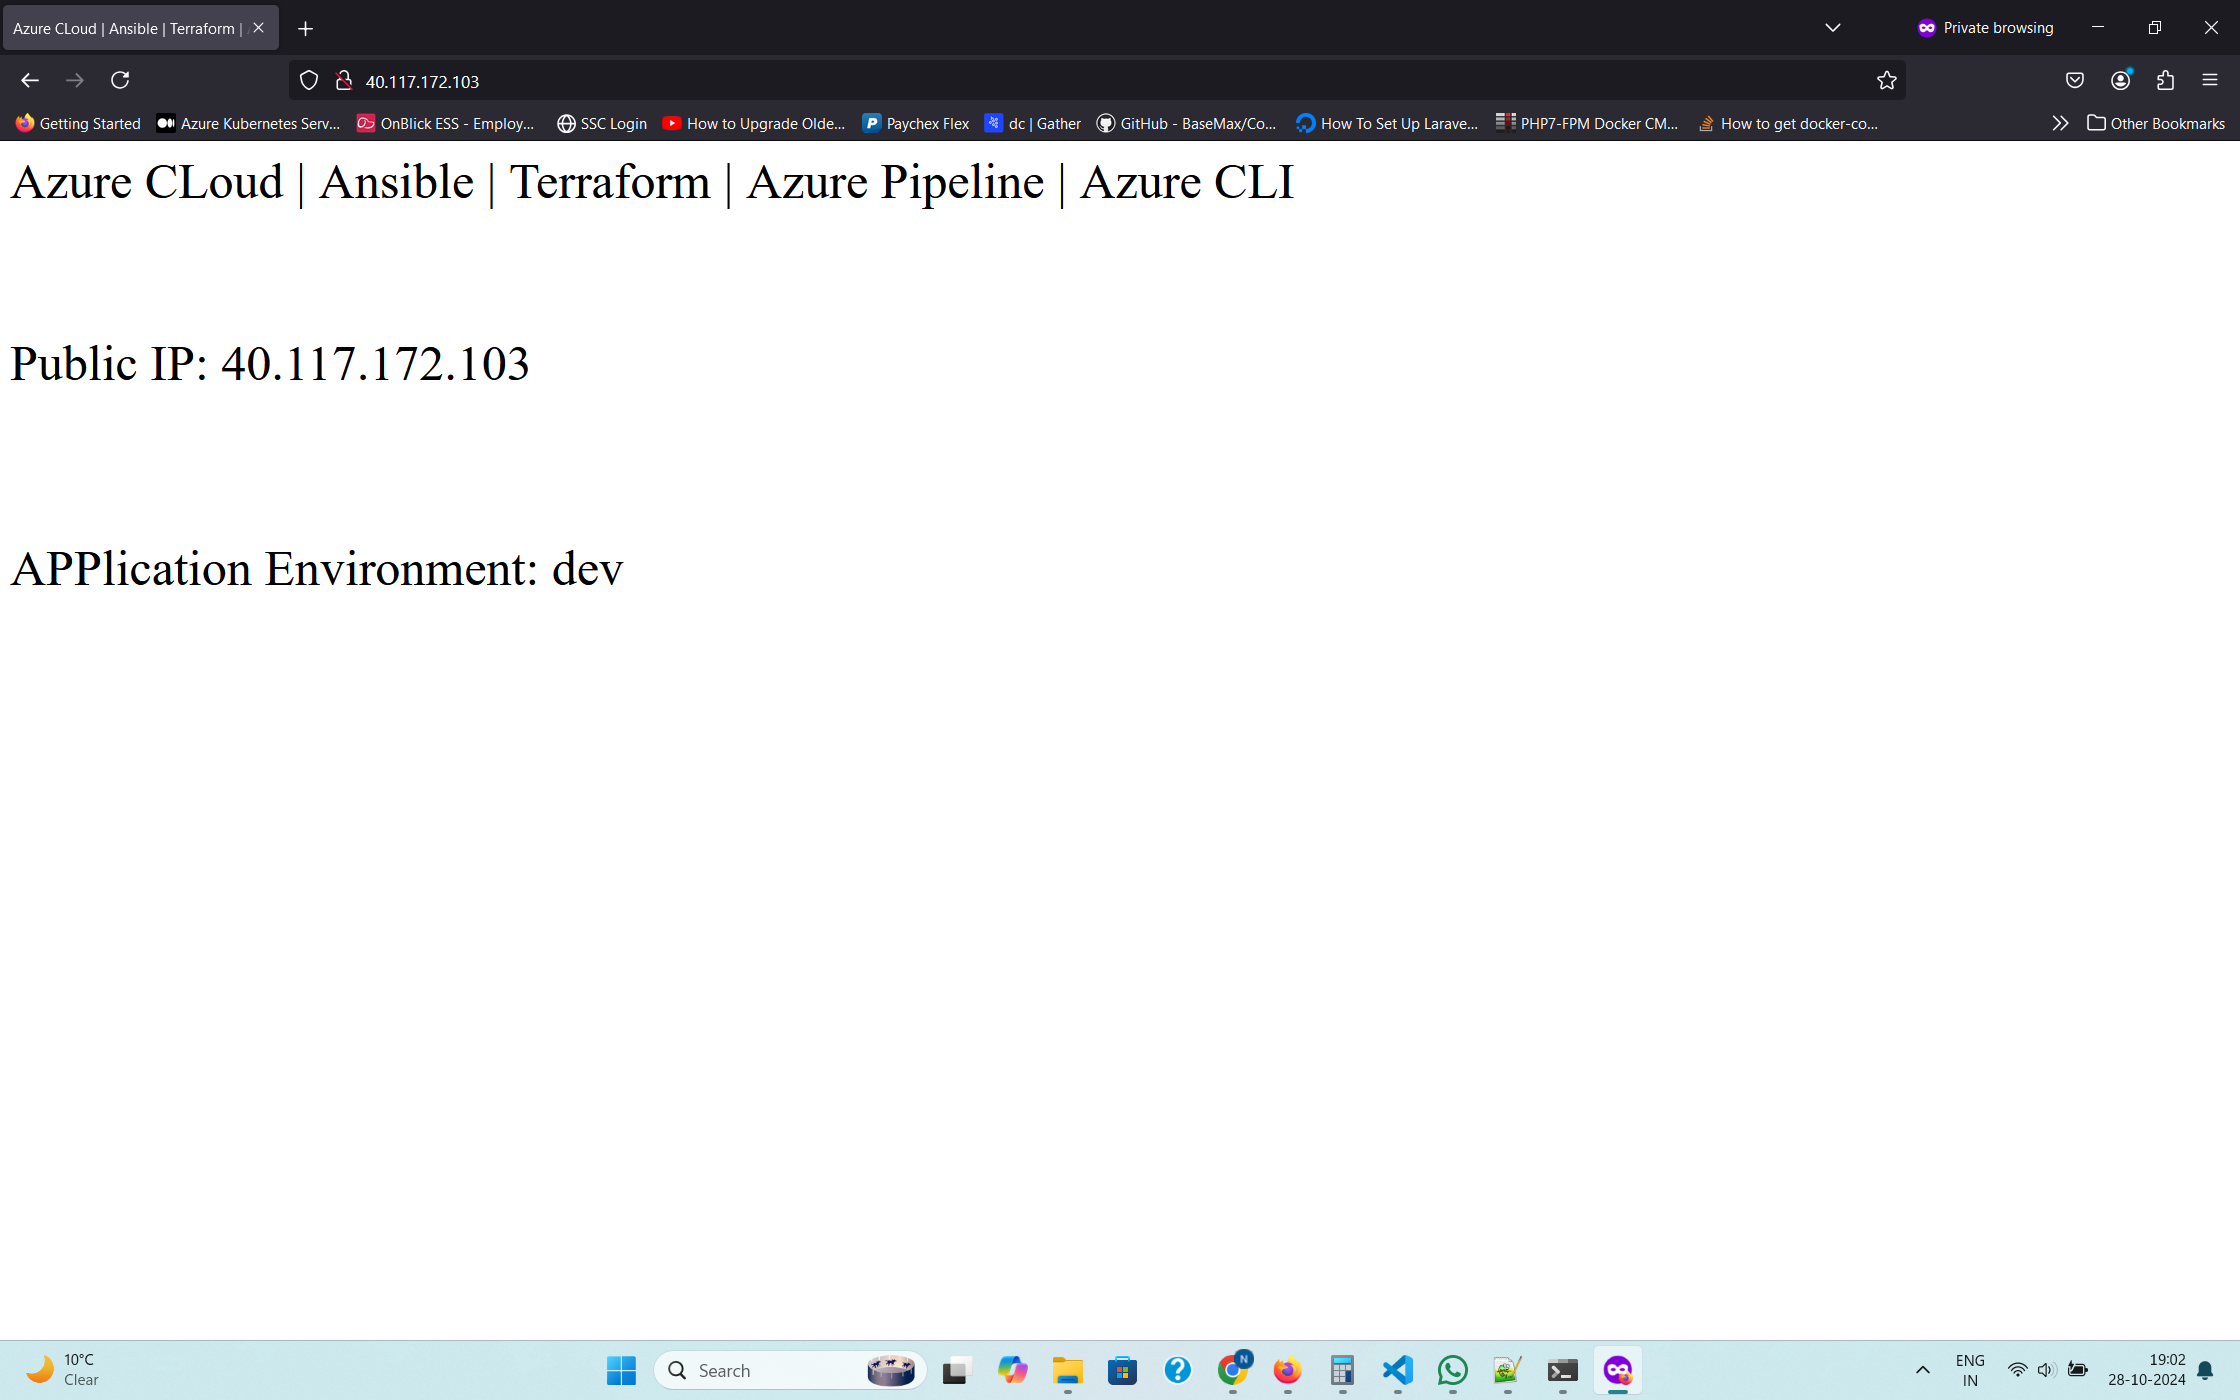 Azure CLoud | Ansible | Terraform |
Private browsing
40.117.172.103
Getting Started
Azure Kubernetes Serv...
OnBlick ESS - Employ...
SSC Login
How to Upgrade Olde...
Paychex Flex
dc | Gather
GitHub - BaseMax/Co...
How To Set Up Larave...
PHP7-FPM Docker CM...
How to get docker-co...
Other Bookmarks
Azure CLoud | Ansible | Terraform | Azure Pipeline | Azure CLI
Public IP: 40.117.172.103
APPlication Environment: dev
10°C
Clear
Search
N
ENG
IN
19:02
28-10-2024